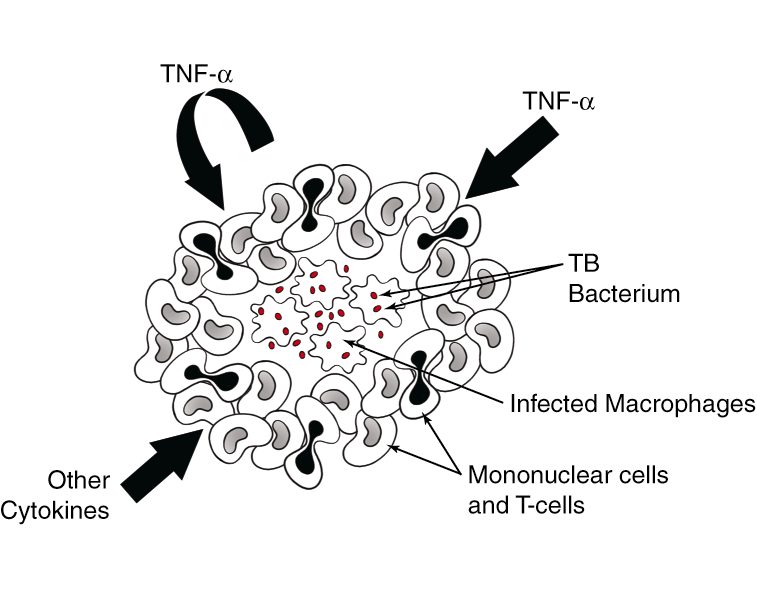 TNF-α
TNF-α
TB
Bacterium
Infected Macrophages
Mononuclear cells
and T-cells
Other
Cytokines